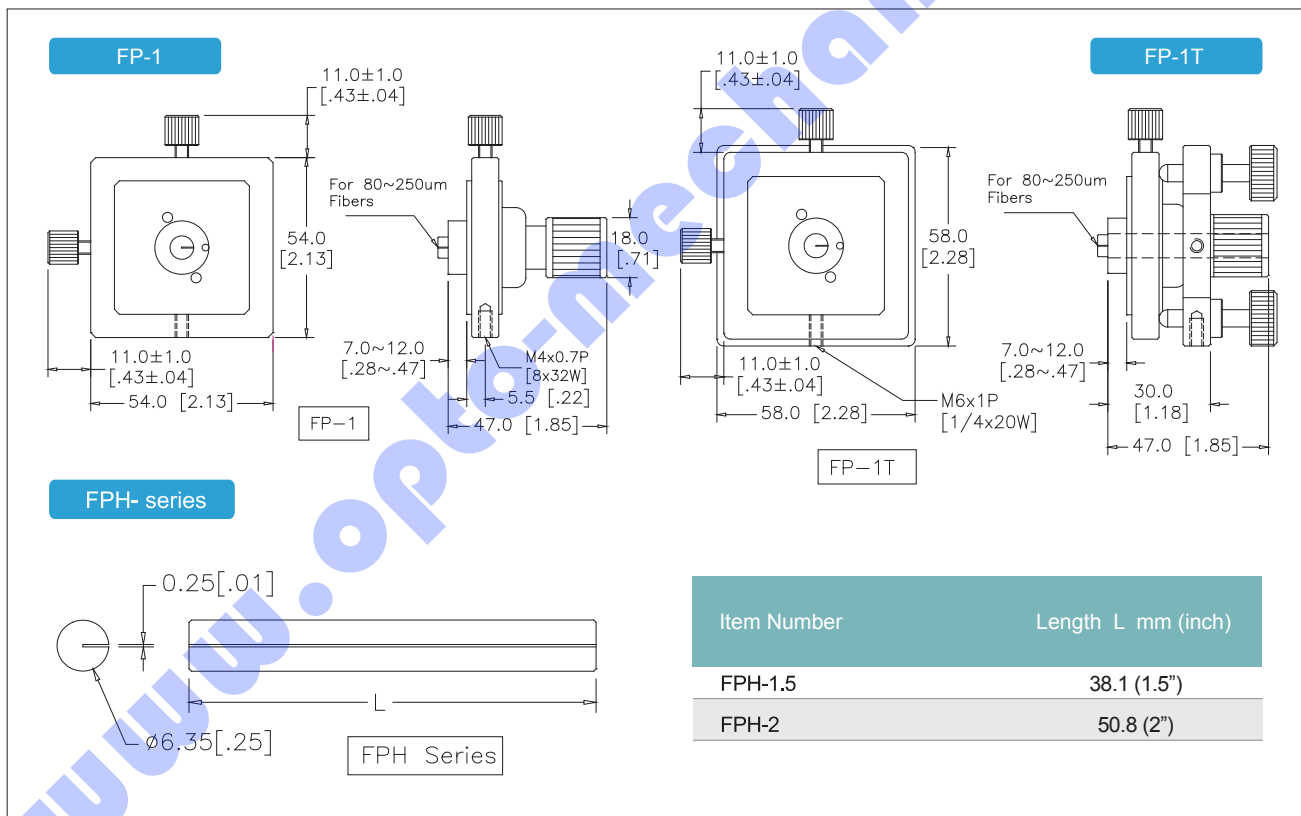 FP-1
11.0±1.0
[.43±.04]
For 80~250um
Fibers
54.0
[2.13]
18.0
[.71]
11.0±1.0
[.43±.04]
54.0 [2.13]
7.0~12.0
[.28~.47]
M4x0.7P
[8x32W]
5.5 [.22]
47.0 [1.85]
FP-1
FP-1T
11.0±1.0
[.43±.04]
For 80~250um
Fibers
58.0
[2.28]
11.0±1.0
[.43±.04]
58.0 [2.28]
M6x1P
[1/4x20W]
7.0~12.0
[.28~.47]
30.0
[1.18]
47.0 [1.85]
FP-1T
FPH- series
0.25[.01]
L
ø6.35[.25]
FPH Series
Item Number Length L mm (inch)
FPH-1.5 38.1 (1.5”)
FPH-2 50.8 (2”)
www.opto-mechan